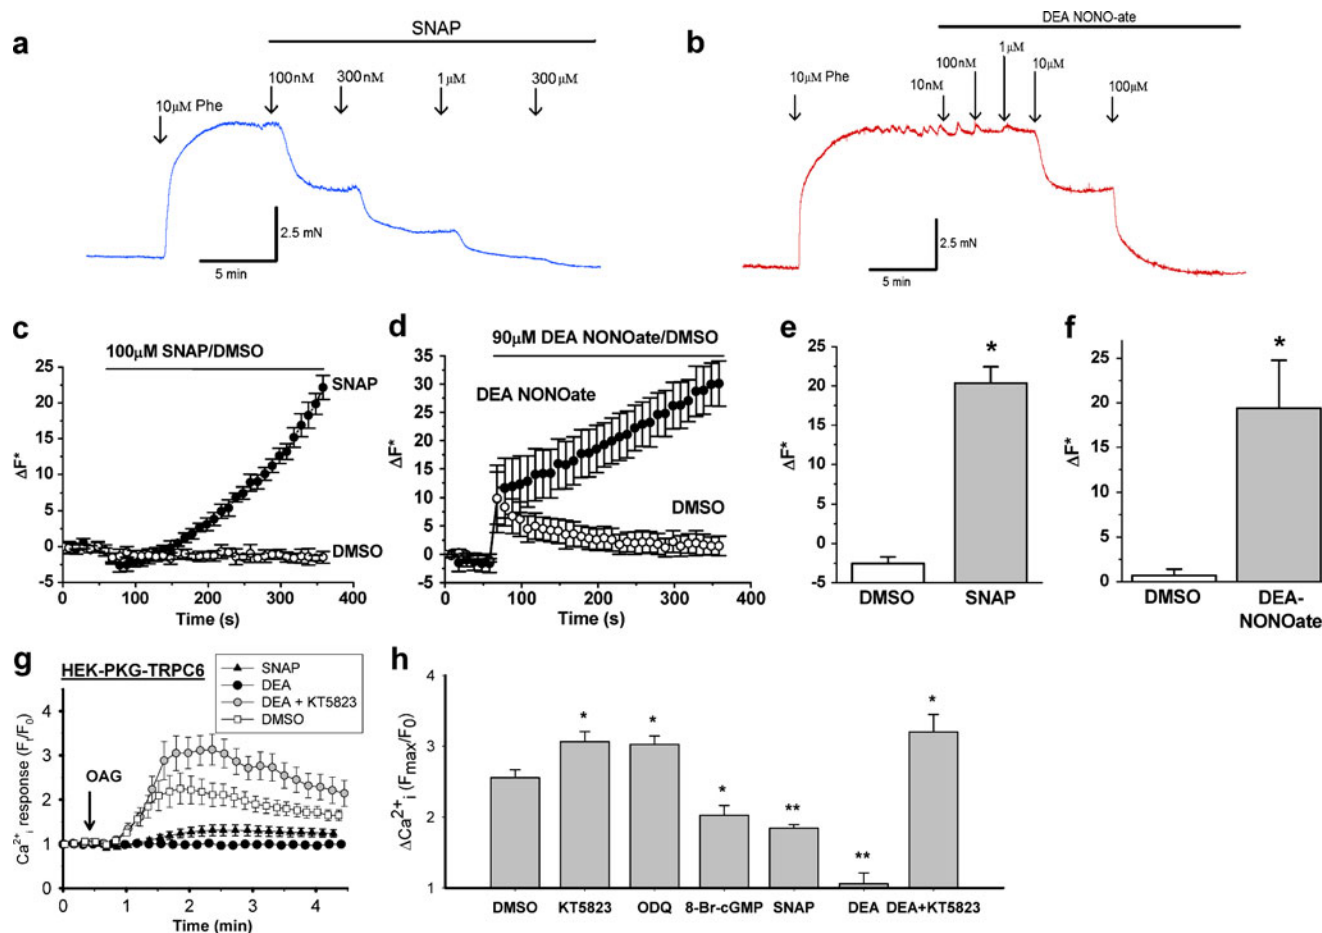 a
SNAP
10μM Phe
100nM
300nM
1μM
300μM
2.5 mN
5 min
b
DEA NONO-ate
10μM Phe
10nM
100nM
1μM
10μM
100μM
2.5 mN
5 min
c
100μM SNAP/DMSO
SNAP
DMSO
ΔF*
25
20
15
10
5
0
-5
0 100 200 300 400
Time (s)
d
90μM DEA NONOate/DMSO
DEA NONOate
DMSO
ΔF*
35
30
25
20
15
10
5
0
-5
0 100 200 300 400
Time (s)
e
ΔF*
25
20
15
10
5
0
-5
*
DMSO SNAP
f
ΔF*
25
20
15
10
5
0
*
DMSO DEA-
NONOate
g
HEK-PKG-TRPC6
SNAP
DEA
DEA + KT5823
DMSO
OAG
Ca²⁺ᵢ response (Fₜ/F₀)
4
3
2
1
0
0 1 2 3 4
Time (min)
h
ΔCa²⁺ᵢ (Fmax/F₀)
4
3
2
1
* * * ** ** *
DMSO KT5823 ODQ 8-Br-cGMP SNAP DEA DEA+KT5823